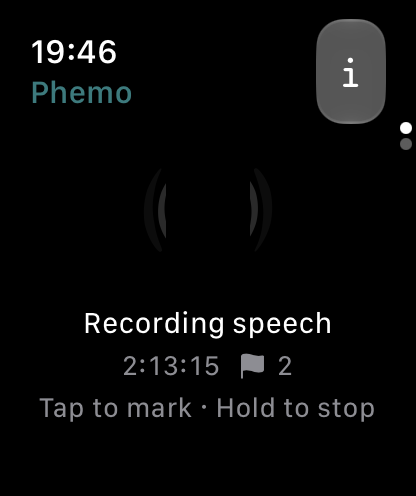 19:46
Phemo
i
Recording speech
2:13:15 2
Tap to mark · Hold to stop